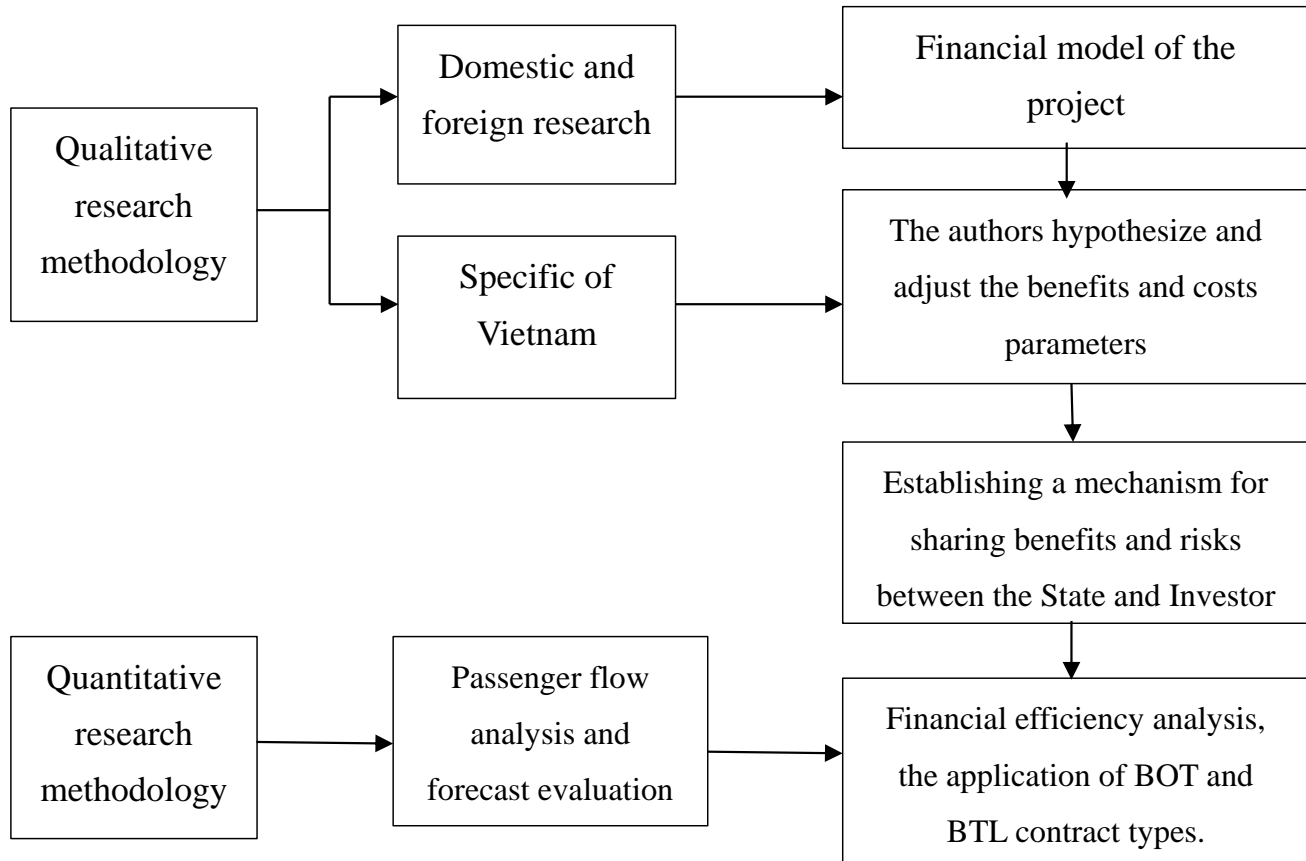 Qualitative
research
methodology
Domestic and
foreign research
Financial model of the
project
Specific of
Vietnam
The authors hypothesize and
adjust the benefits and costs
parameters
Establishing a mechanism for
sharing benefits and risks
between the State and Investor
Quantitative
research
methodology
Passenger flow
analysis and
forecast evaluation
Financial efficiency analysis,
the application of BOT and
BTL contract types.